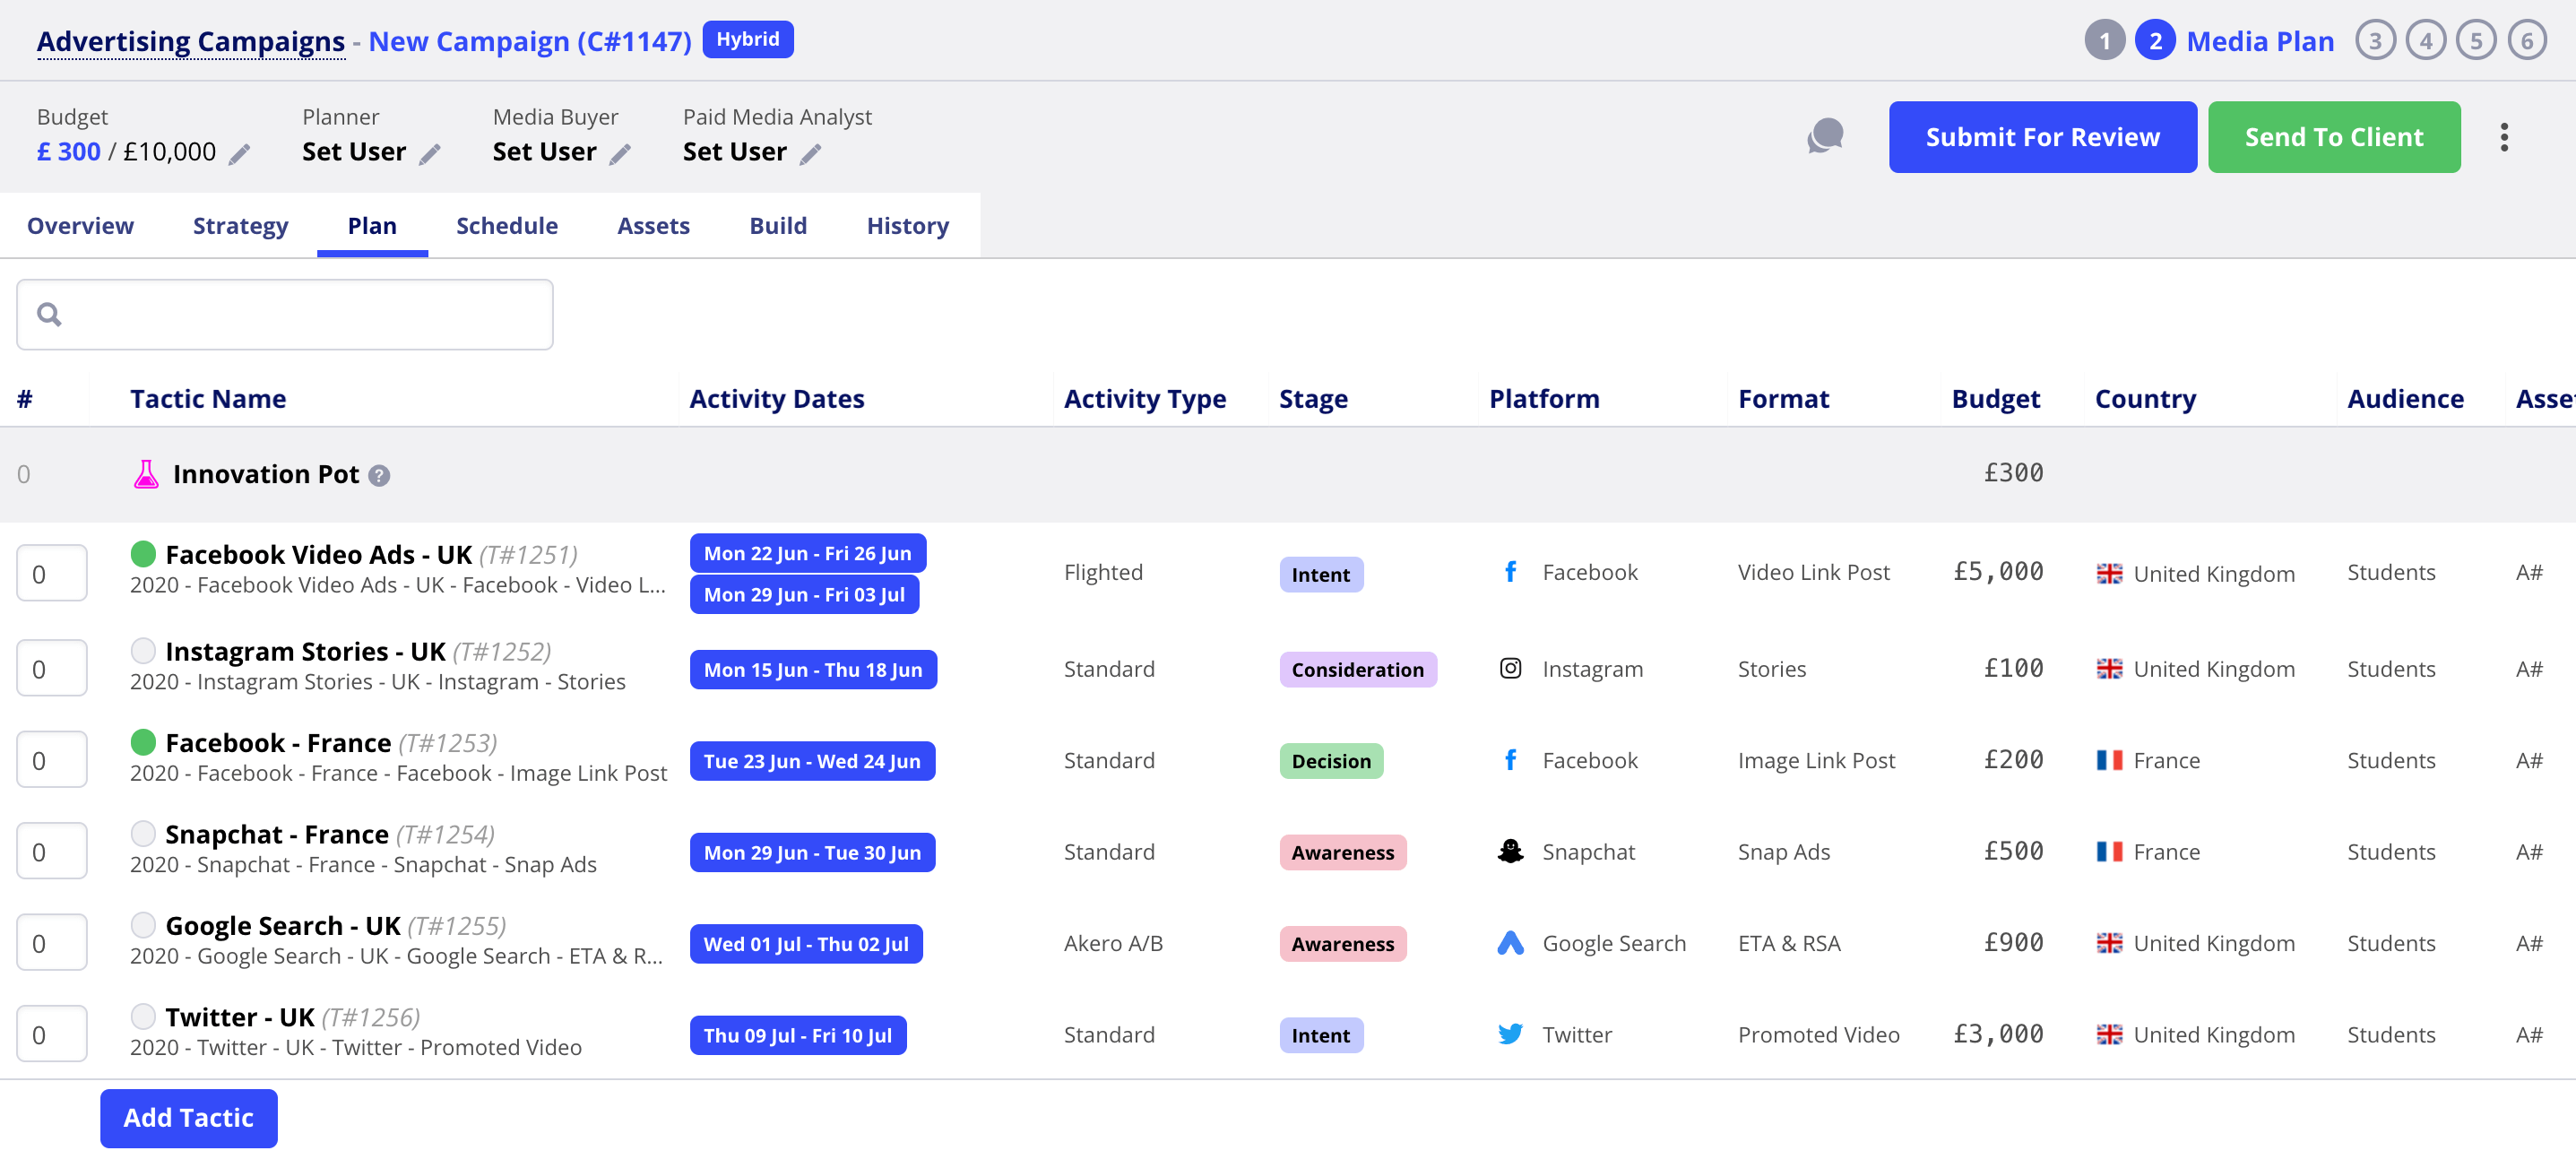 Advertising Campaigns - New Campaign (C#1147) Hybrid
1 2 Media Plan 3 4 5 6
Budget Planner Media Buyer Paid Media Analyst
£ 300 / £10,000 Set User Set User Set User
Submit For Review Send To Client
Overview Strategy Plan Schedule Assets Build History
# Tactic Name Activity Dates Activity Type Stage Platform Format Budget Country Audience Asse
0 Innovation Pot ? £300
0 Facebook Video Ads - UK (T#1251) Mon 22 Jun - Fri 26 Jun Flighted Intent Facebook Video Link Post £5,000 United Kingdom Students A#
2020 - Facebook Video Ads - UK - Facebook - Video L... Mon 29 Jun - Fri 03 Jul
0 Instagram Stories - UK (T#1252) Mon 15 Jun - Thu 18 Jun Standard Consideration Instagram Stories £100 United Kingdom Students A#
2020 - Instagram Stories - UK - Instagram - Stories
0 Facebook - France (T#1253) Tue 23 Jun - Wed 24 Jun Standard Decision Facebook Image Link Post £200 France Students A#
2020 - Facebook - France - Facebook - Image Link Post
0 Snapchat - France (T#1254) Mon 29 Jun - Tue 30 Jun Standard Awareness Snapchat Snap Ads £500 France Students A#
2020 - Snapchat - France - Snapchat - Snap Ads
0 Google Search - UK (T#1255) Wed 01 Jul - Thu 02 Jul Akero A/B Awareness Google Search ETA & RSA £900 United Kingdom Students A#
2020 - Google Search - UK - Google Search - ETA & R...
0 Twitter - UK (T#1256) Thu 09 Jul - Fri 10 Jul Standard Intent Twitter Promoted Video £3,000 United Kingdom Students A#
2020 - Twitter - UK - Twitter - Promoted Video
Add Tactic